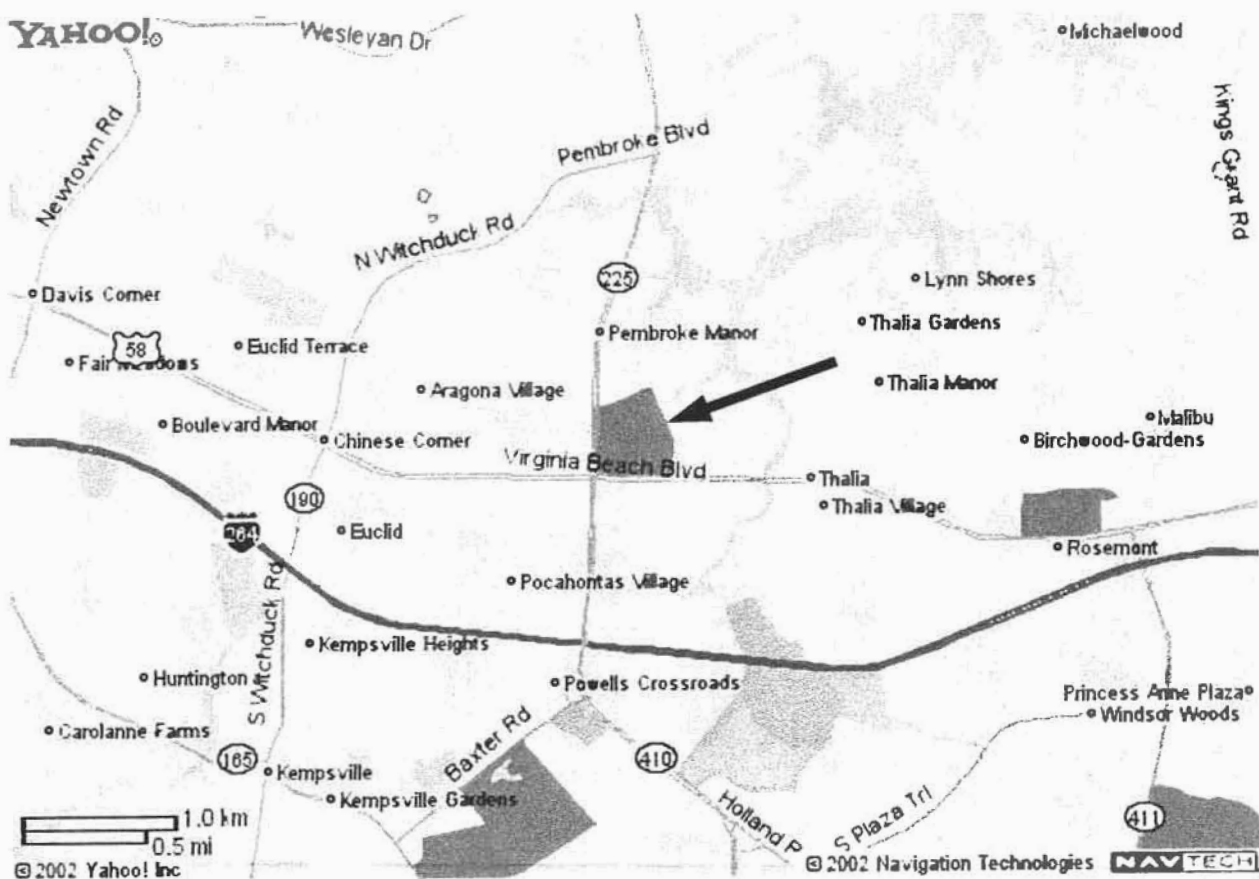 YAHOO!
Wesleyan Dr
Michaelwood
Kings Grant Rd
Newtown Rd
Pembroke Blvd
N Witchduck Rd
225
Lynn Shores
Davis Corner
Thalia Gardens
Pembroke Manor
58
Euclid Terrace
Fair Meadows
Aragona Village
Thalia Manor
Malibu
Boulevard Manor
Chinese Corner
Birchwood-Gardens
Virginia Beach Blvd
Thalia
190
Thalia Village
264
Euclid
Rosemont
Pocahontas Village
S Witchduck Rd
Kempsville Heights
Huntington
Powells Crossroads
Princess Anne Plaza
Windsor Woods
Carolanne Farms
Baxter Rd
165
410
Kempsville
Kempsville Gardens
Holland R
S Plaza Trl
411
1.0 km
0.5 mi
© 2002 Yahoo! Inc
© 2002 Navigation Technologies NAVTECH